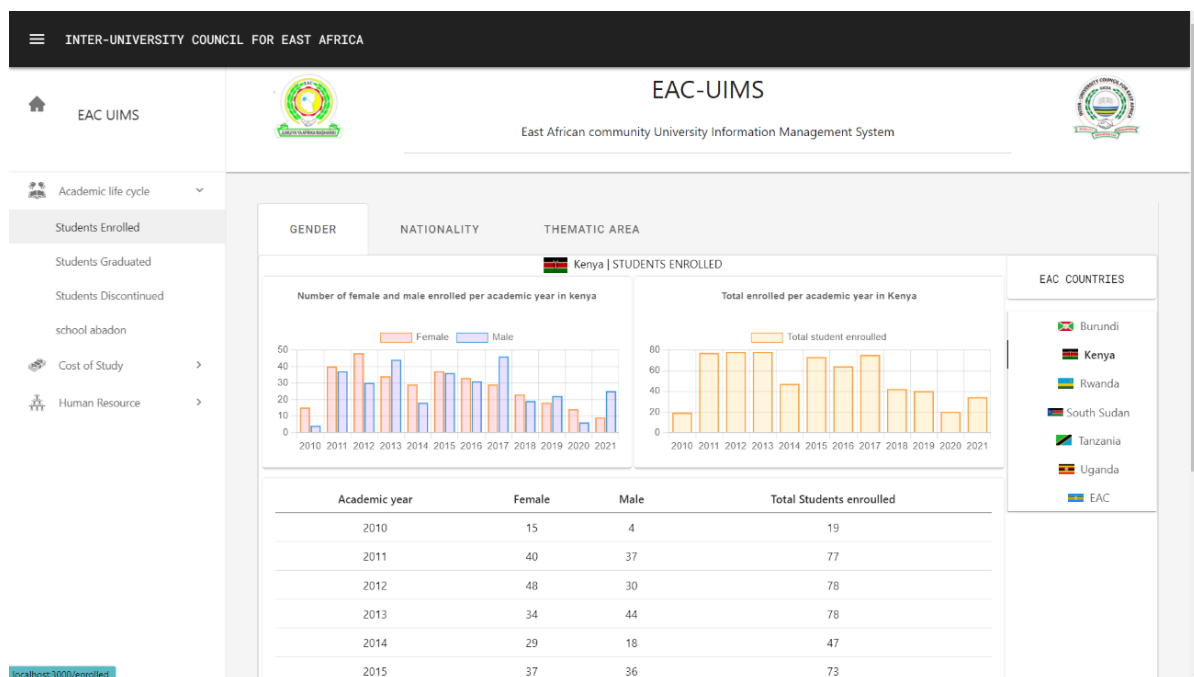 INTER-UNIVERSITY COUNCIL FOR EAST AFRICA
EAC UIMS
EAC-UIMS
East African community University Information Management System
Academic life cycle
Students Enrolled
Students Graduated
Students Discontinued
school abadon
Cost of Study
Human Resource
GENDER NATIONALITY THEMATIC AREA
Kenya | STUDENTS ENROLLED
Number of female and male enrolled per academic year in kenya
Female Male
50
40
30
20
10
0
2010 2011 2012 2013 2014 2015 2016 2017 2018 2019 2020 2021
Total enrolled per academic year in Kenya
Total student enroulled
80
60
40
20
0
2010 2011 2012 2013 2014 2015 2016 2017 2018 2019 2020 2021
EAC COUNTRIES
Burundi
Kenya
Rwanda
South Sudan
Tanzania
Uganda
EAC
Academic year Female Male Total Students enroulled
2010 15 4 19
2011 40 37 77
2012 48 30 78
2013 34 44 78
2014 29 18 47
2015 37 36 73
localhost:3000/enrolled